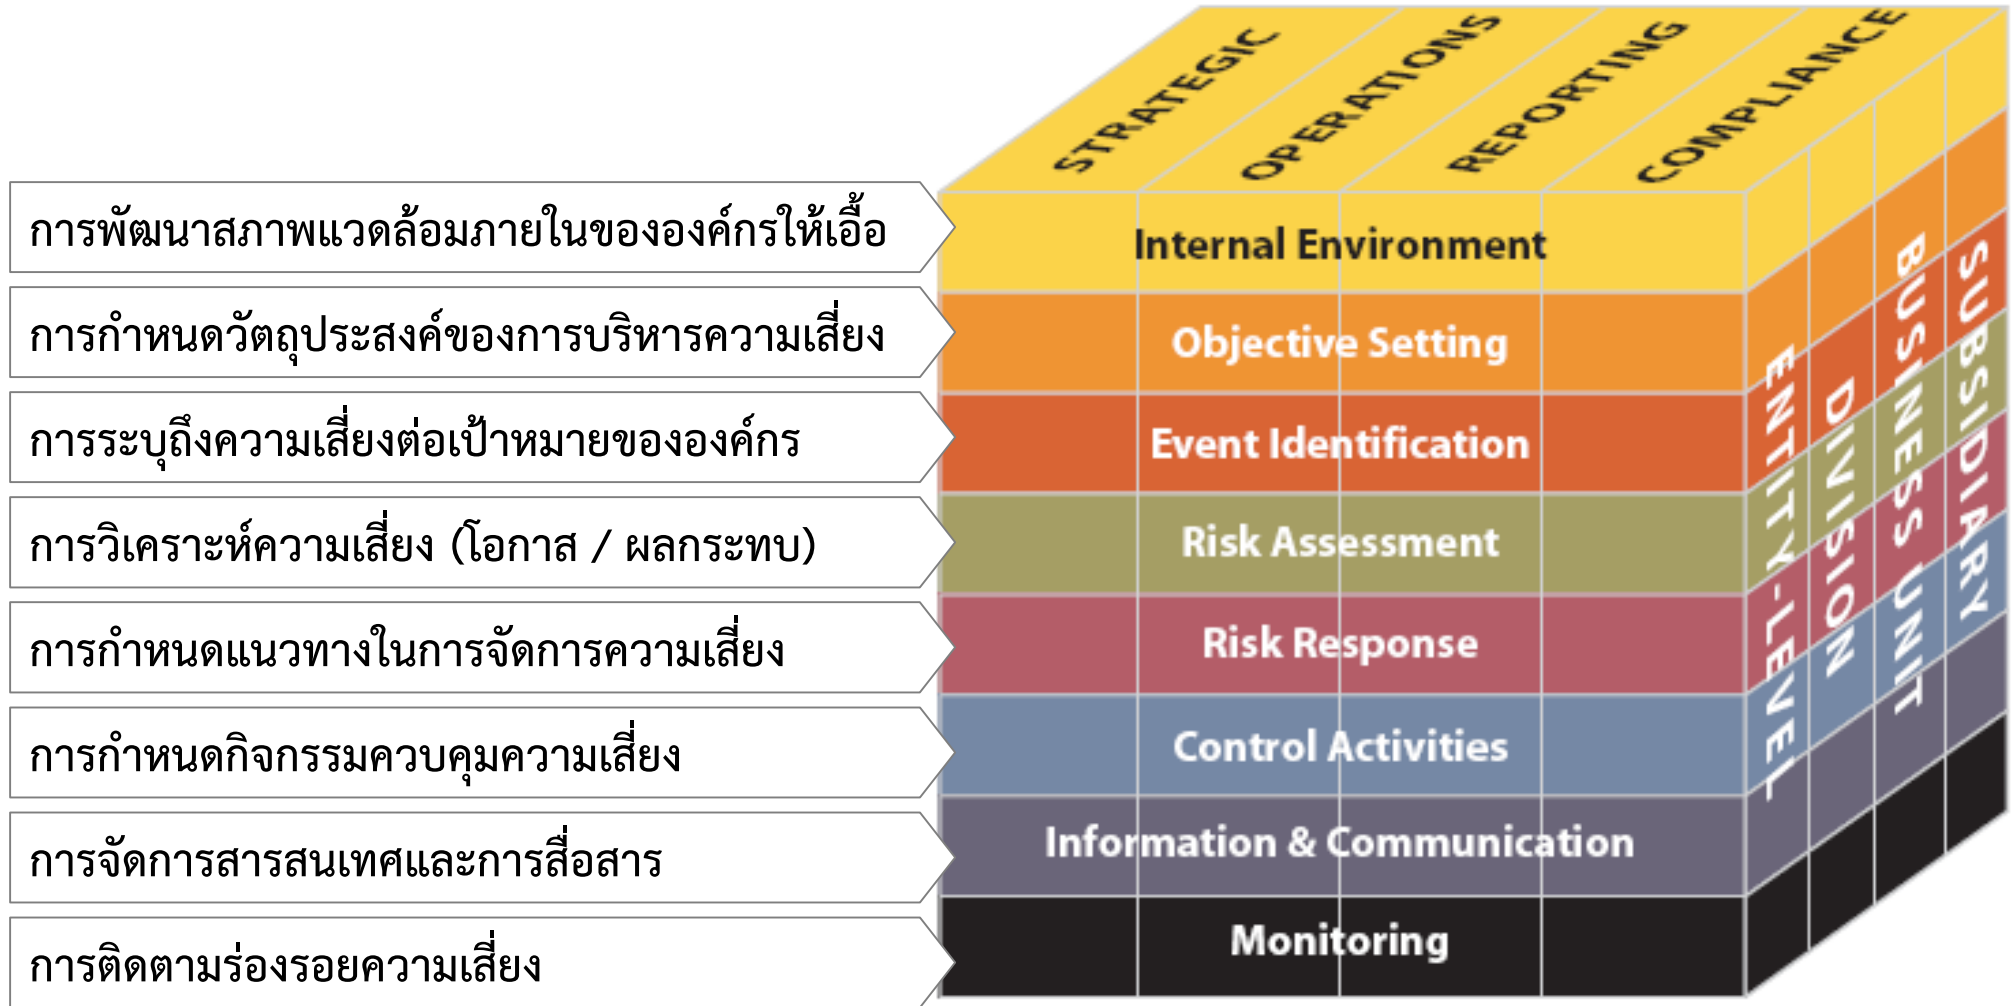 STRATEGIC
OPERATIONS
REPORTING
COMPLIANCE
การพัฒนาสภาพแวดล้อมภายในขององค์กรให้เอื้อ
Internal Environment
การกำหนดวัตถุประสงค์ของการบริหารความเสี่ยง
Objective Setting
การระบุถึงความเสี่ยงต่อเป้าหมายขององค์กร
Event Identification
การวิเคราะห์ความเสี่ยง (โอกาส / ผลกระทบ)
Risk Assessment
การกำหนดแนวทางในการจัดการความเสี่ยง
Risk Response
การกำหนดกิจกรรมควบคุมความเสี่ยง
Control Activities
การจัดการสารสนเทศและการสื่อสาร
Information & Communication
การติดตามร่องรอยความเสี่ยง
Monitoring
ENTITY-LEVEL
DIVISION
BUSINESS UNIT
SUBSIDIARY